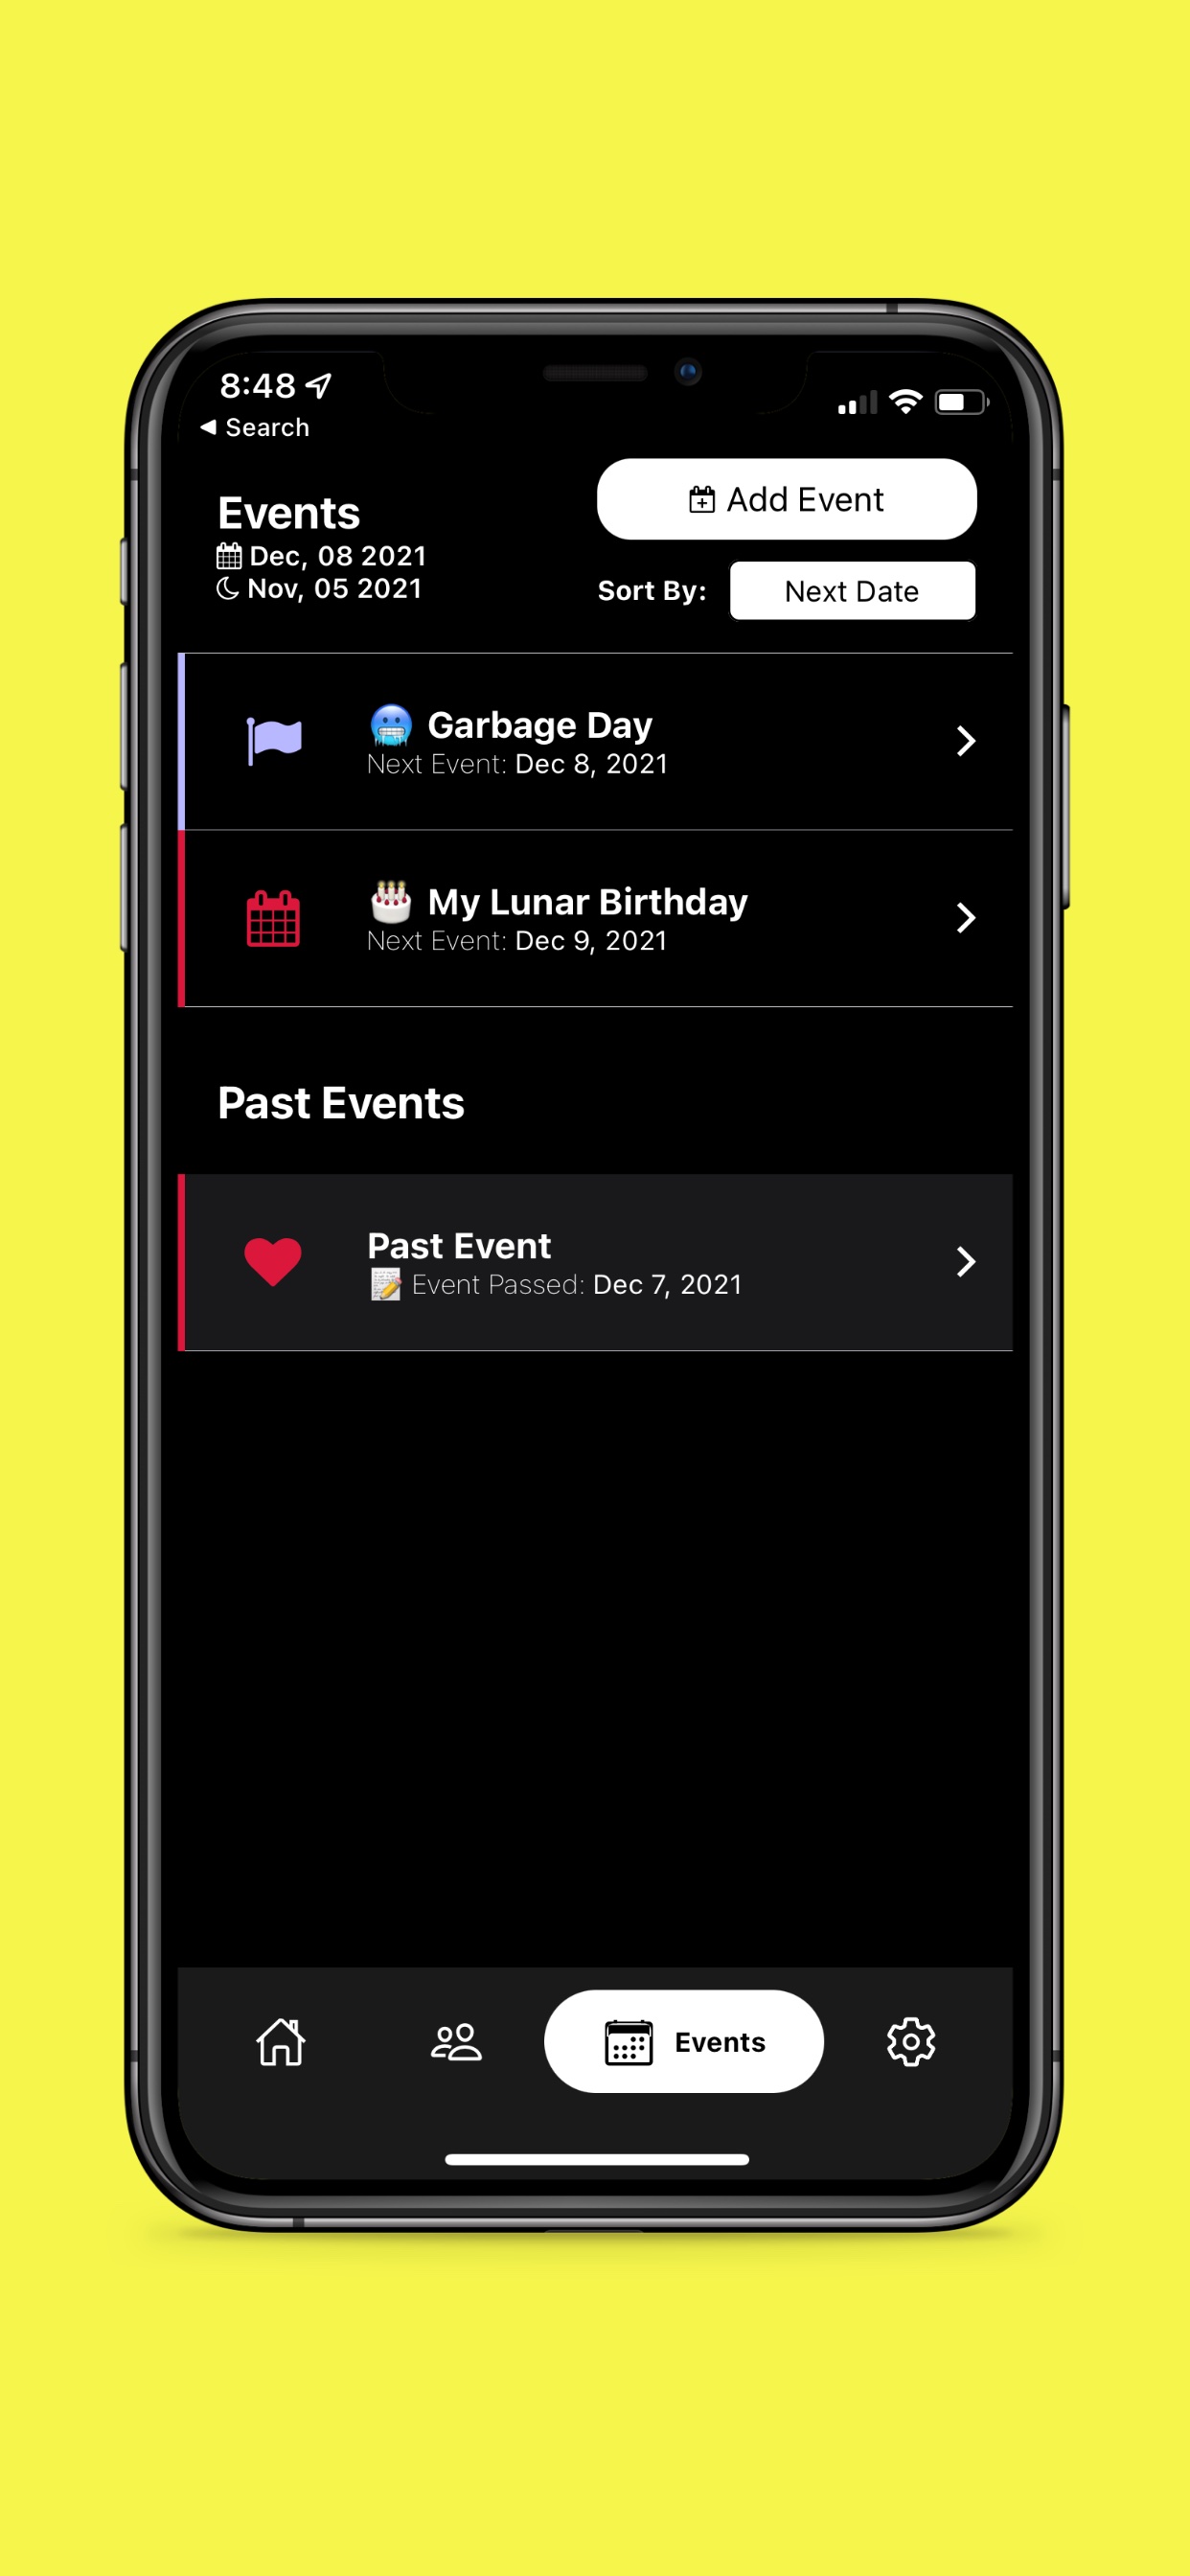 8:48
◀ Search
Events
Dec, 08 2021
Nov, 05 2021
Add Event
Sort By: Next Date
🥶 Garbage Day
Next Event: Dec 8, 2021
🎂 My Lunar Birthday
Next Event: Dec 9, 2021
Past Events
Past Event
📝 Event Passed: Dec 7, 2021
Events